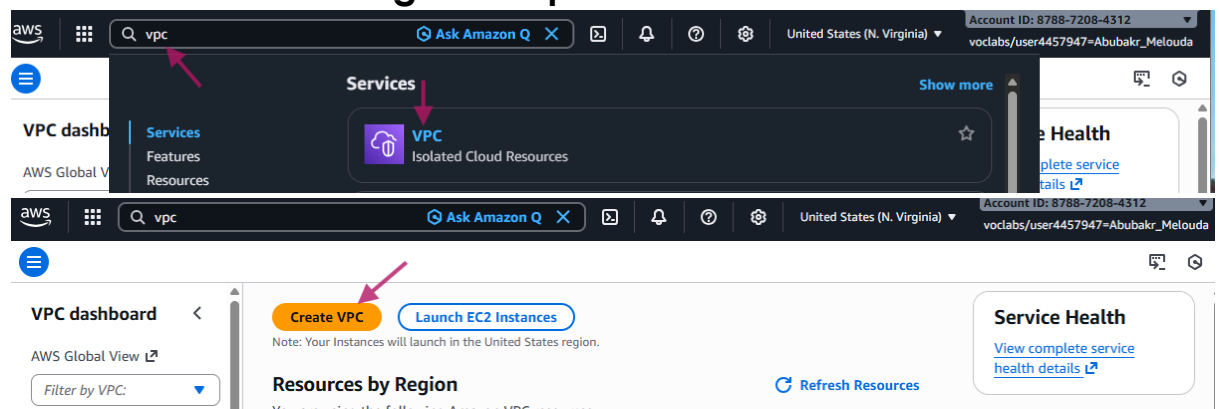 aws
vpc
Ask Amazon Q
United States (N. Virginia)
Account ID: 8788-7208-4312
voclabs/user4457947=Abubakr_Melouda
Services
Show more
VPC dashb
Services
VPC
Isolated Cloud Resources
e Health
Features
AWS Global V
Resources
plete service
tails
aws
vpc
Ask Amazon Q
United States (N. Virginia)
Account ID: 8788-7208-4312
voclabs/user4457947=Abubakr_Melouda
VPC dashboard
Create VPC
Launch EC2 Instances
Service Health
Note: Your Instances will launch in the United States region.
AWS Global View
View complete service
health details
Filter by VPC:
Resources by Region
Refresh Resources